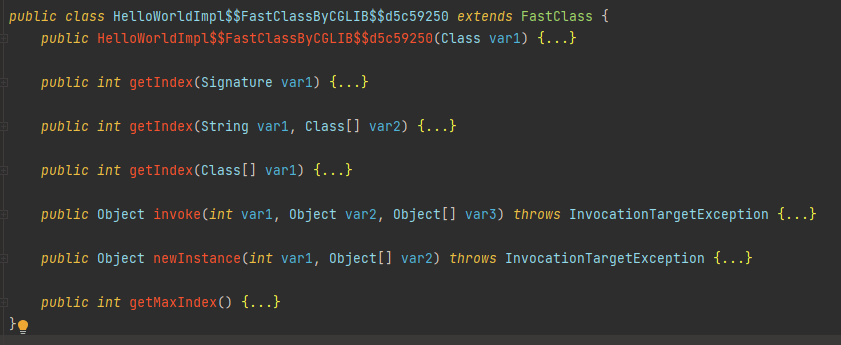 public class HelloWorldImpl$$FastClassByCGLIB$$d5c59250 extends FastClass {
public HelloWorldImpl$$FastClassByCGLIB$$d5c59250(Class var1) {...}
public int getIndex(Signature var1) {...}
public int getIndex(String var1, Class[] var2) {...}
public int getIndex(Class[] var1) {...}
public Object invoke(int var1, Object var2, Object[] var3) throws InvocationTargetException {...}
public Object newInstance(int var1, Object[] var2) throws InvocationTargetException {...}
public int getMaxIndex() {...}
}